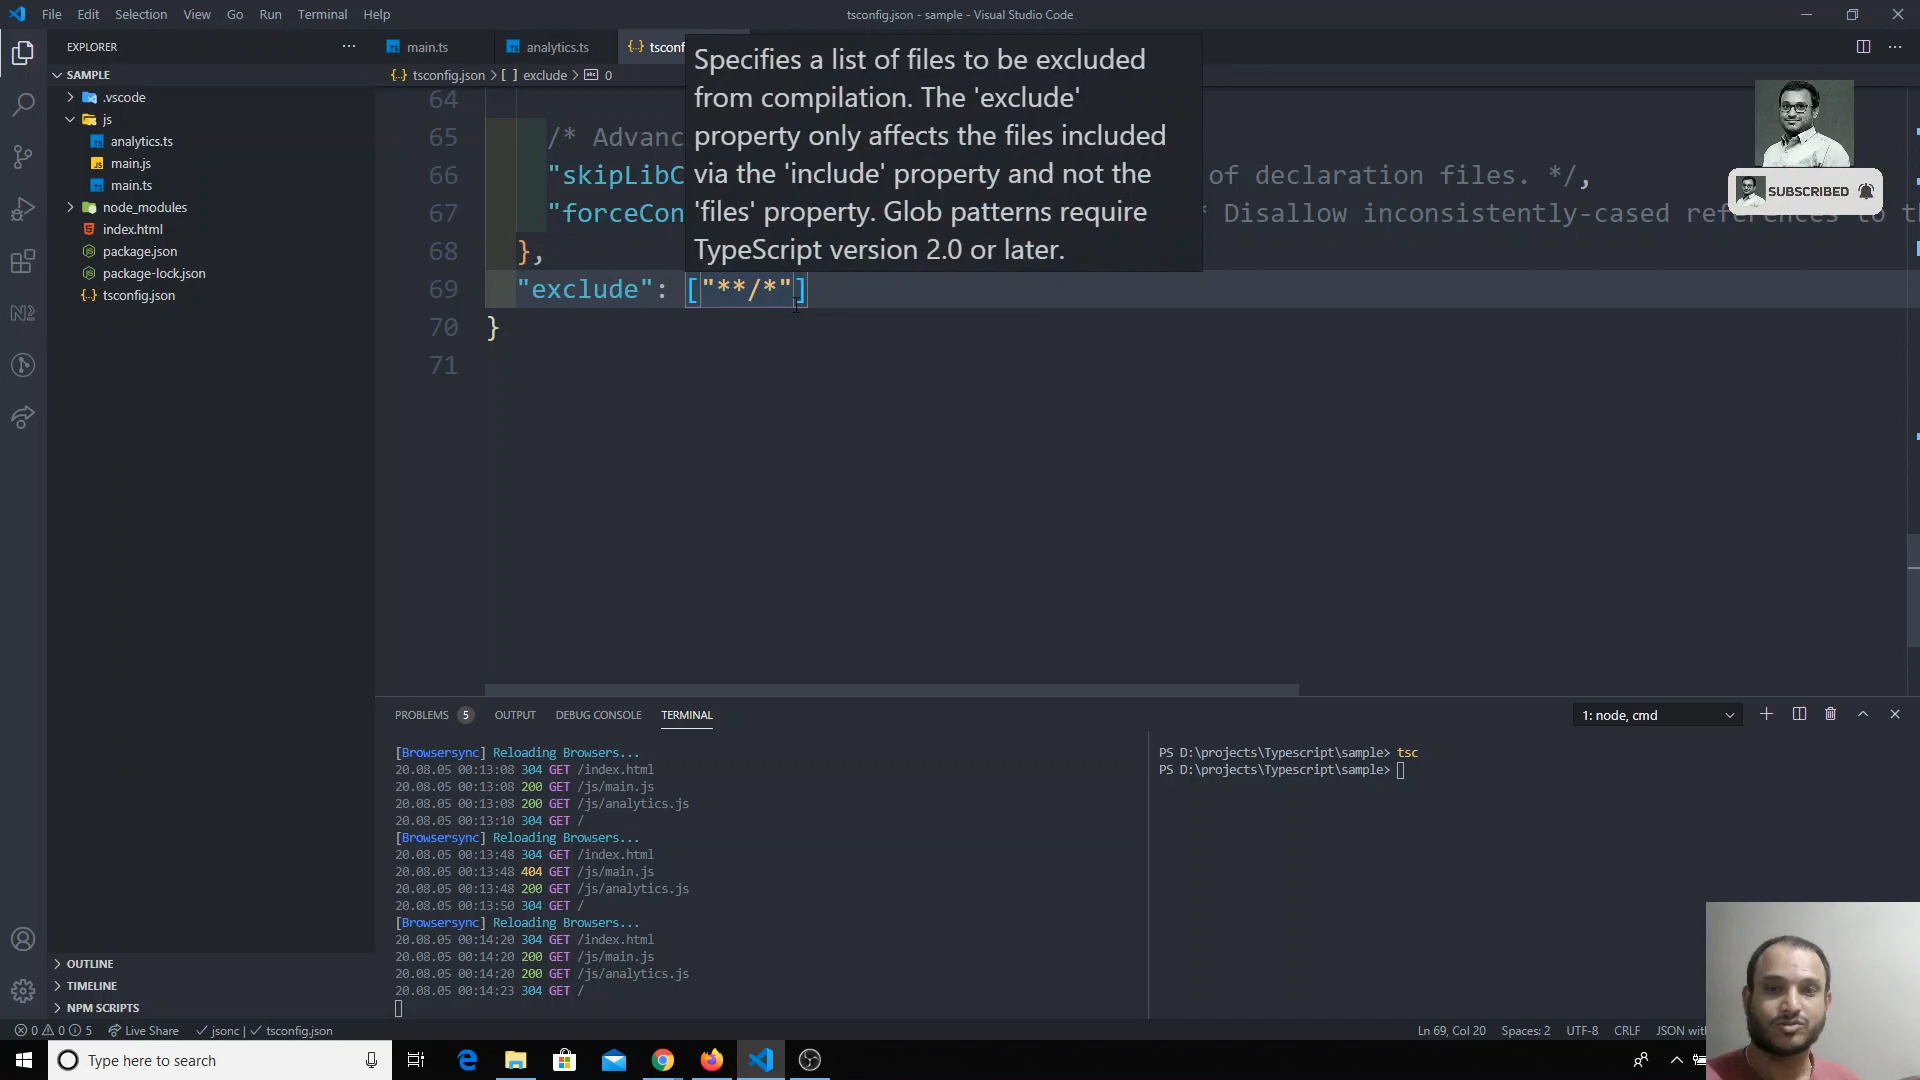 File Edit Selection View Go Run Terminal Help
tsconfig.json - sample - Visual Studio Code
EXPLORER
SAMPLE
.vscode
js
analytics.ts
main.js
main.ts
node_modules
index.html
package.json
package-lock.json
tsconfig.json
OUTLINE
TIMELINE
NPM SCRIPTS
main.ts
analytics.ts
tsconf
tsconfig.json > [ ] exclude > abc 0
Specifies a list of files to be excluded
from compilation. The 'exclude'
property only affects the files included
via the 'include' property and not the
'files' property. Glob patterns require
TypeScript version 2.0 or later.
64
65 /* Advanc
66 "skipLibC of declaration files. */,
67 "forceCon * Disallow inconsistently-cased references to th
68 },
69 "exclude": ["**/*"]
70 }
71
SUBSCRIBED
PROBLEMS 5 OUTPUT DEBUG CONSOLE TERMINAL
1: node, cmd
[Browsersync] Reloading Browsers...
20.08.05 00:13:08 304 GET /index.html
20.08.05 00:13:08 200 GET /js/main.js
20.08.05 00:13:08 200 GET /js/analytics.js
20.08.05 00:13:10 304 GET /
[Browsersync] Reloading Browsers...
20.08.05 00:13:48 304 GET /index.html
20.08.05 00:13:48 404 GET /js/main.js
20.08.05 00:13:48 200 GET /js/analytics.js
20.08.05 00:13:50 304 GET /
[Browsersync] Reloading Browsers...
20.08.05 00:14:20 304 GET /index.html
20.08.05 00:14:20 200 GET /js/main.js
20.08.05 00:14:20 200 GET /js/analytics.js
20.08.05 00:14:23 304 GET /
PS D:\projects\Typescript\sample> tsc
PS D:\projects\Typescript\sample>
0 0 5 Live Share jsonc | tsconfig.json
Ln 69, Col 20 Spaces: 2 UTF-8 CRLF JSON wit
Type here to search